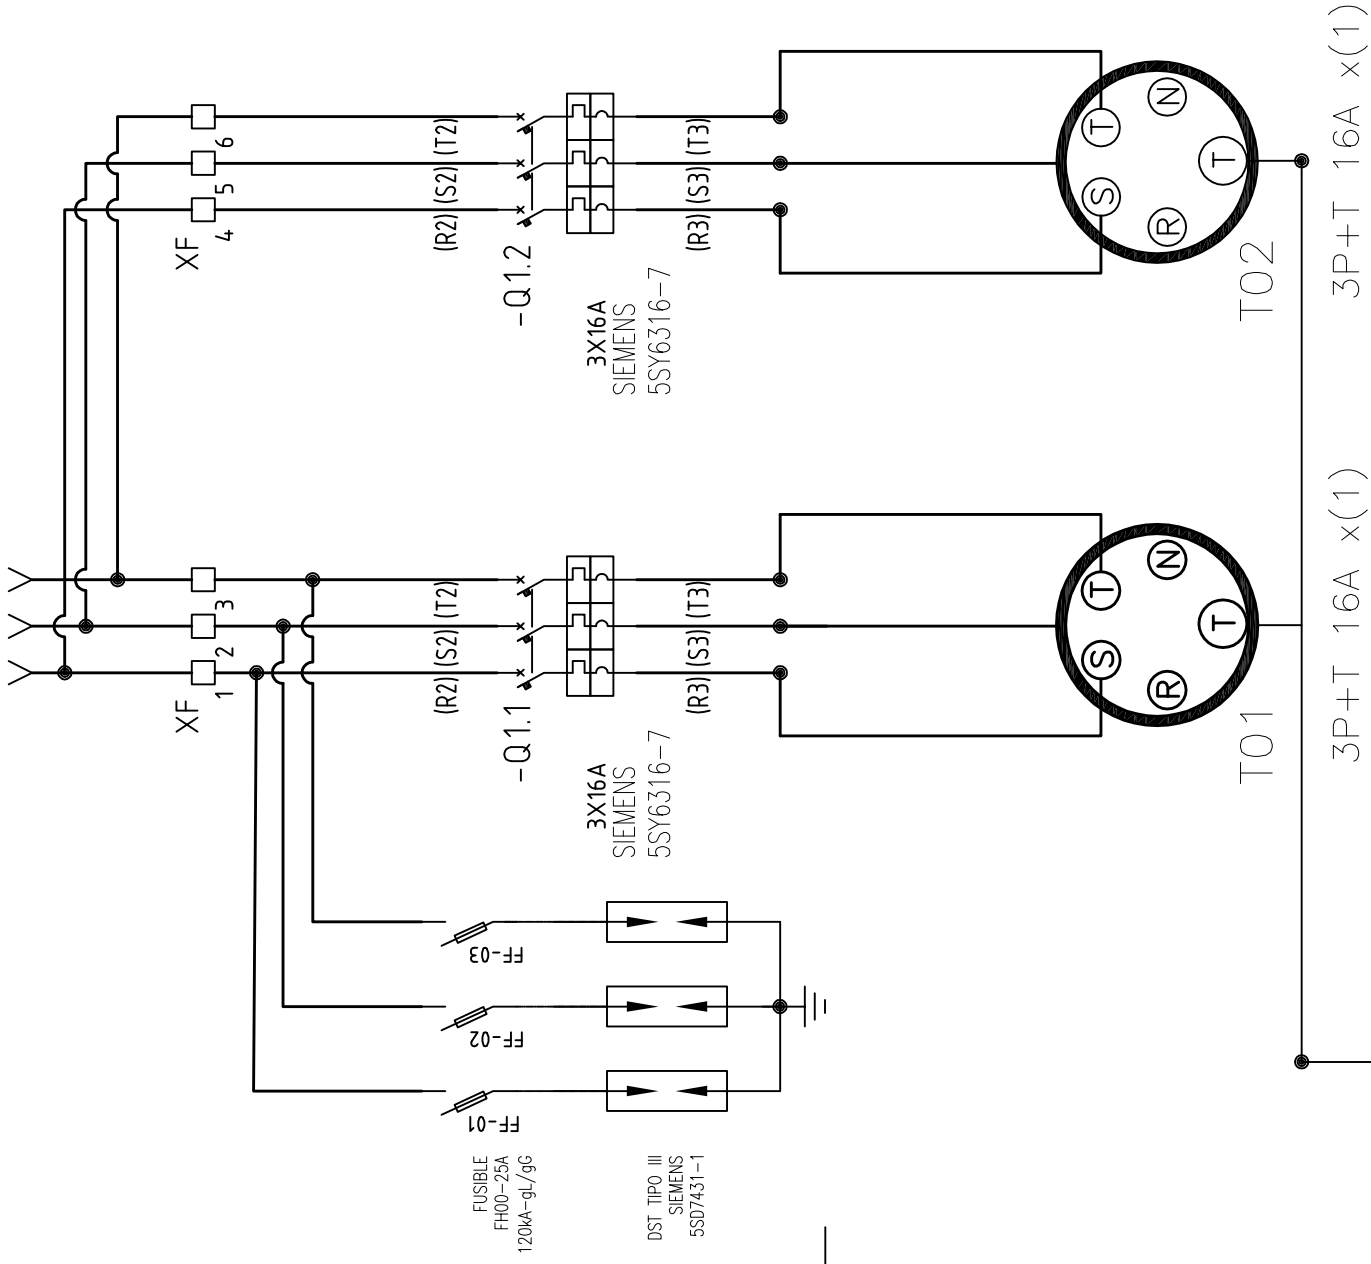 XF
1
2
3
(R2) (S2) (T2)
-Q1.1
3X16A
SIEMENS
5SY6316-7
(R3) (S3) (T3)
R
S
T
N
T
T01
3P+T 16A x(1)
XF
4
5
6
(R2) (S2) (T2)
-Q1.2
3X16A
SIEMENS
5SY6316-7
(R3) (S3) (T3)
R
S
T
N
T
T02
3P+T 16A x(1)
FF-01
FF-02
FF-03
FUSIBLE
FH00-25A
120kA-gL/gG
DST TIPO III
SIEMENS
5SD7431-1